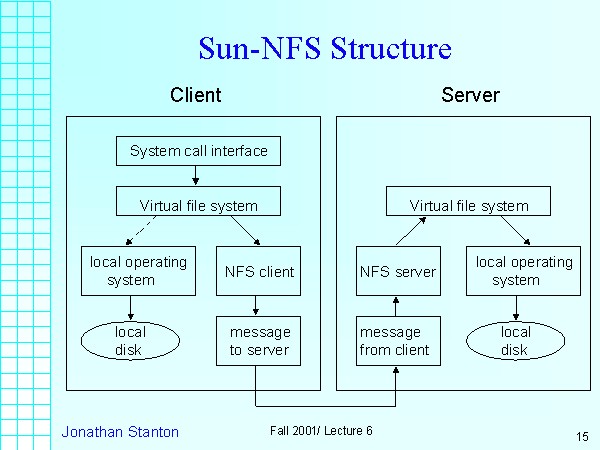 Sun-NFS Structure
Client
Server
System call interface
Virtual file system
local operating
system
NFS client
local
disk
message
to server
Virtual file system
NFS server
local operating
system
message
from client
local
disk
Jonathan Stanton
Fall 2001/ Lecture 6
15